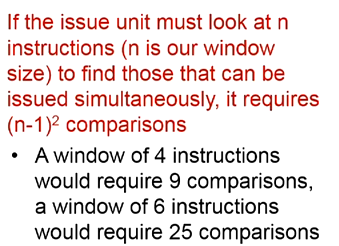 If the issue unit must look at n
instructions (n is our window
size) to find those that can be
issued simultaneously, it requires
(n-1)² comparisons
• A window of 4 instructions
would require 9 comparisons,
a window of 6 instructions
would require 25 comparisons